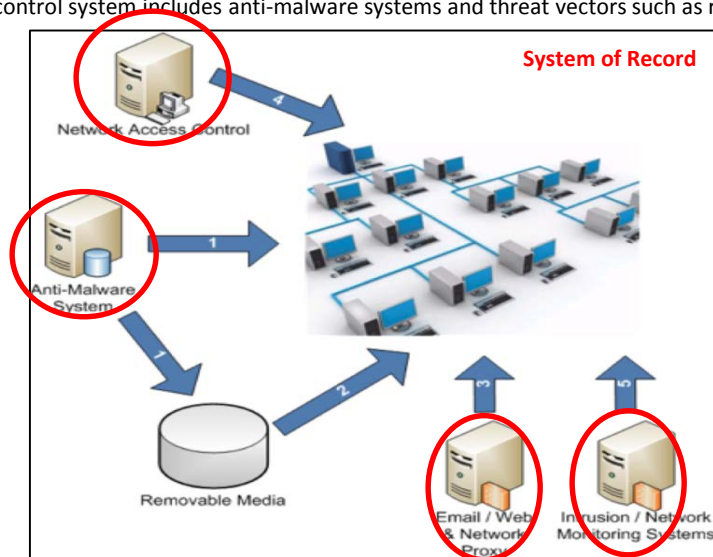 control system includes anti-malware systems and threat vectors such as
System of Record
4
Network Access Control
1
Anti-Malware
System
1
2
3
5
Removable Media
Email / Web
& Network
Proxy
Intrusion / Network
Monitoring Systems